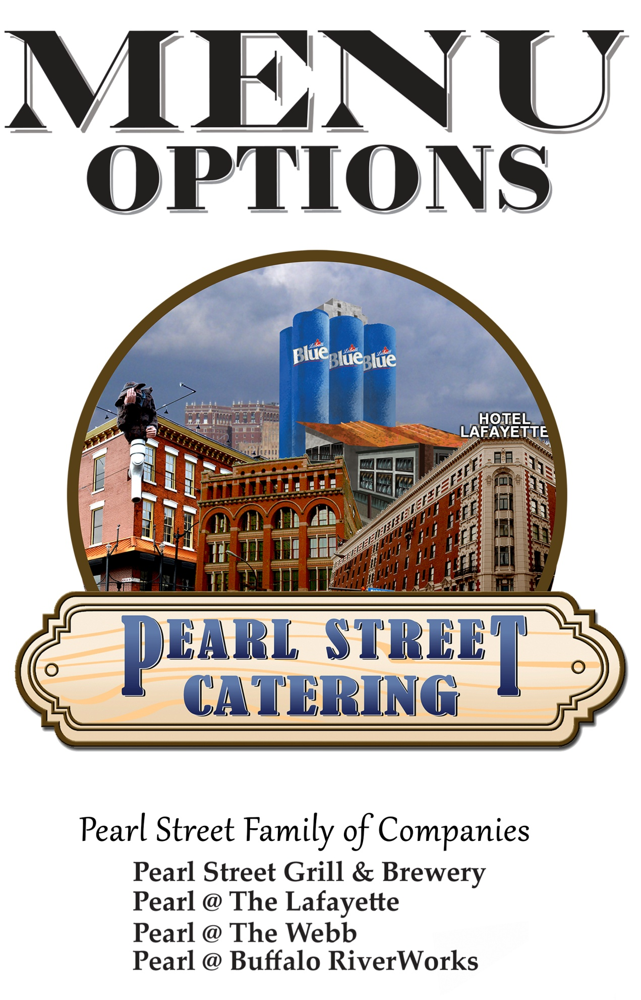 MENU
OPTIONS
Labatt
Blue
Labatt
Blue
Labatt
Blue
HOTEL
LAFAYETTE
PEARL STREET
CATERING
Pearl Street Family of Companies
Pearl Street Grill & Brewery
Pearl @ The Lafayette
Pearl @ The Webb
Pearl @ Buffalo RiverWorks